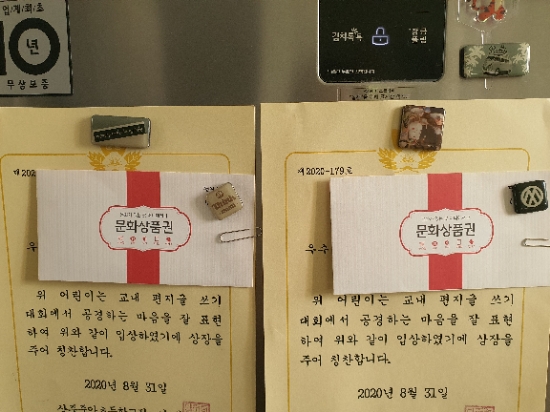 10년
무상보증
제2020-179호
문화상품권
문화상품권
위 어린이는 교내 편지글 쓰기
대회에서 공경하는 마음을 잘 표현
하여 위와 같이 입상하였기에 상장을
주어 칭찬합니다.
2020년 8월 31일
위 어린이는 교내 편지글 쓰기
대회에서 공경하는 마음을 잘 표현
하여 위와 같이 입상하였기에 상장을
주어 칭찬합니다.
2020년 8월 31일